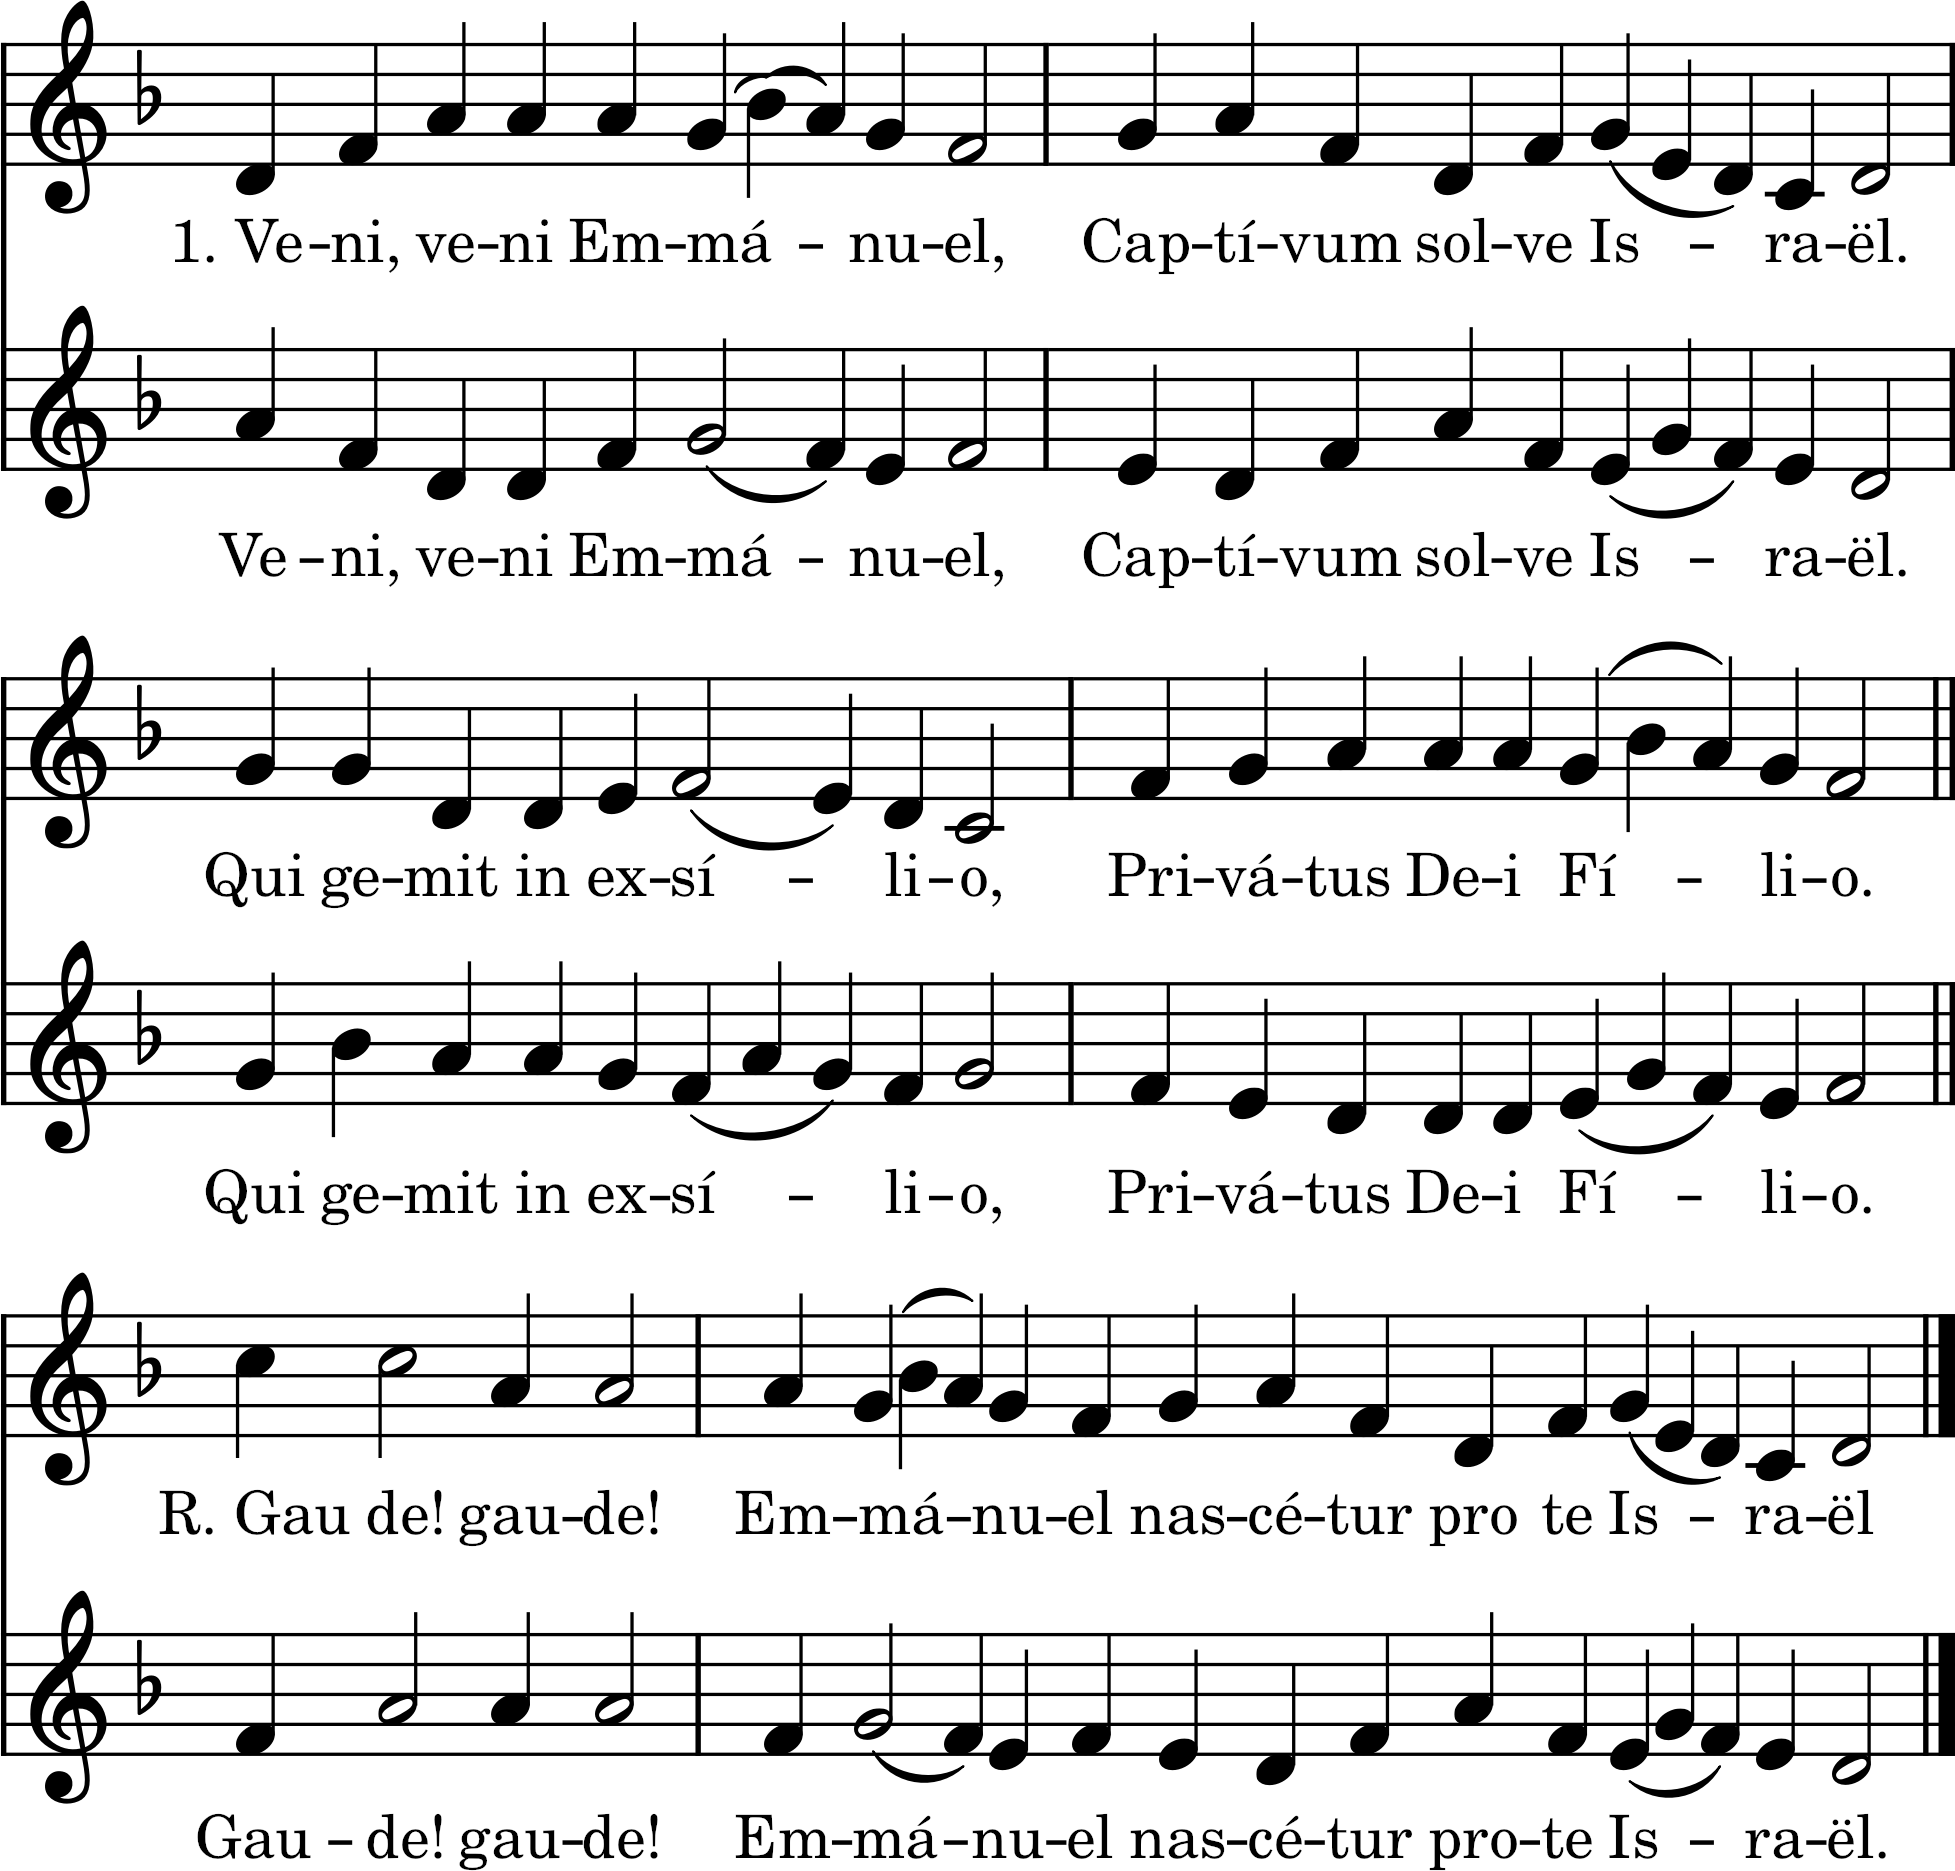 1. Ve-ni, ve-ni Em-má - nu-el, Cap-tí-vum sol-ve Is - ra-ël.
Ve-ni, ve-ni Em-má - nu-el, Cap-tí-vum sol-ve Is - ra-ël.
Qui ge-mit in ex-sí - li-o, Pri-vá-tus De-i Fí - li-o.
Qui ge-mit in ex-sí - li-o, Pri-vá-tus De-i Fí - li-o.
R. Gau de! gau-de! Em-má-nu-el nas-cé-tur pro te Is - ra-ël
Gau-de! gau-de! Em-má-nu-el nas-cé-tur pro-te Is - ra-ël.